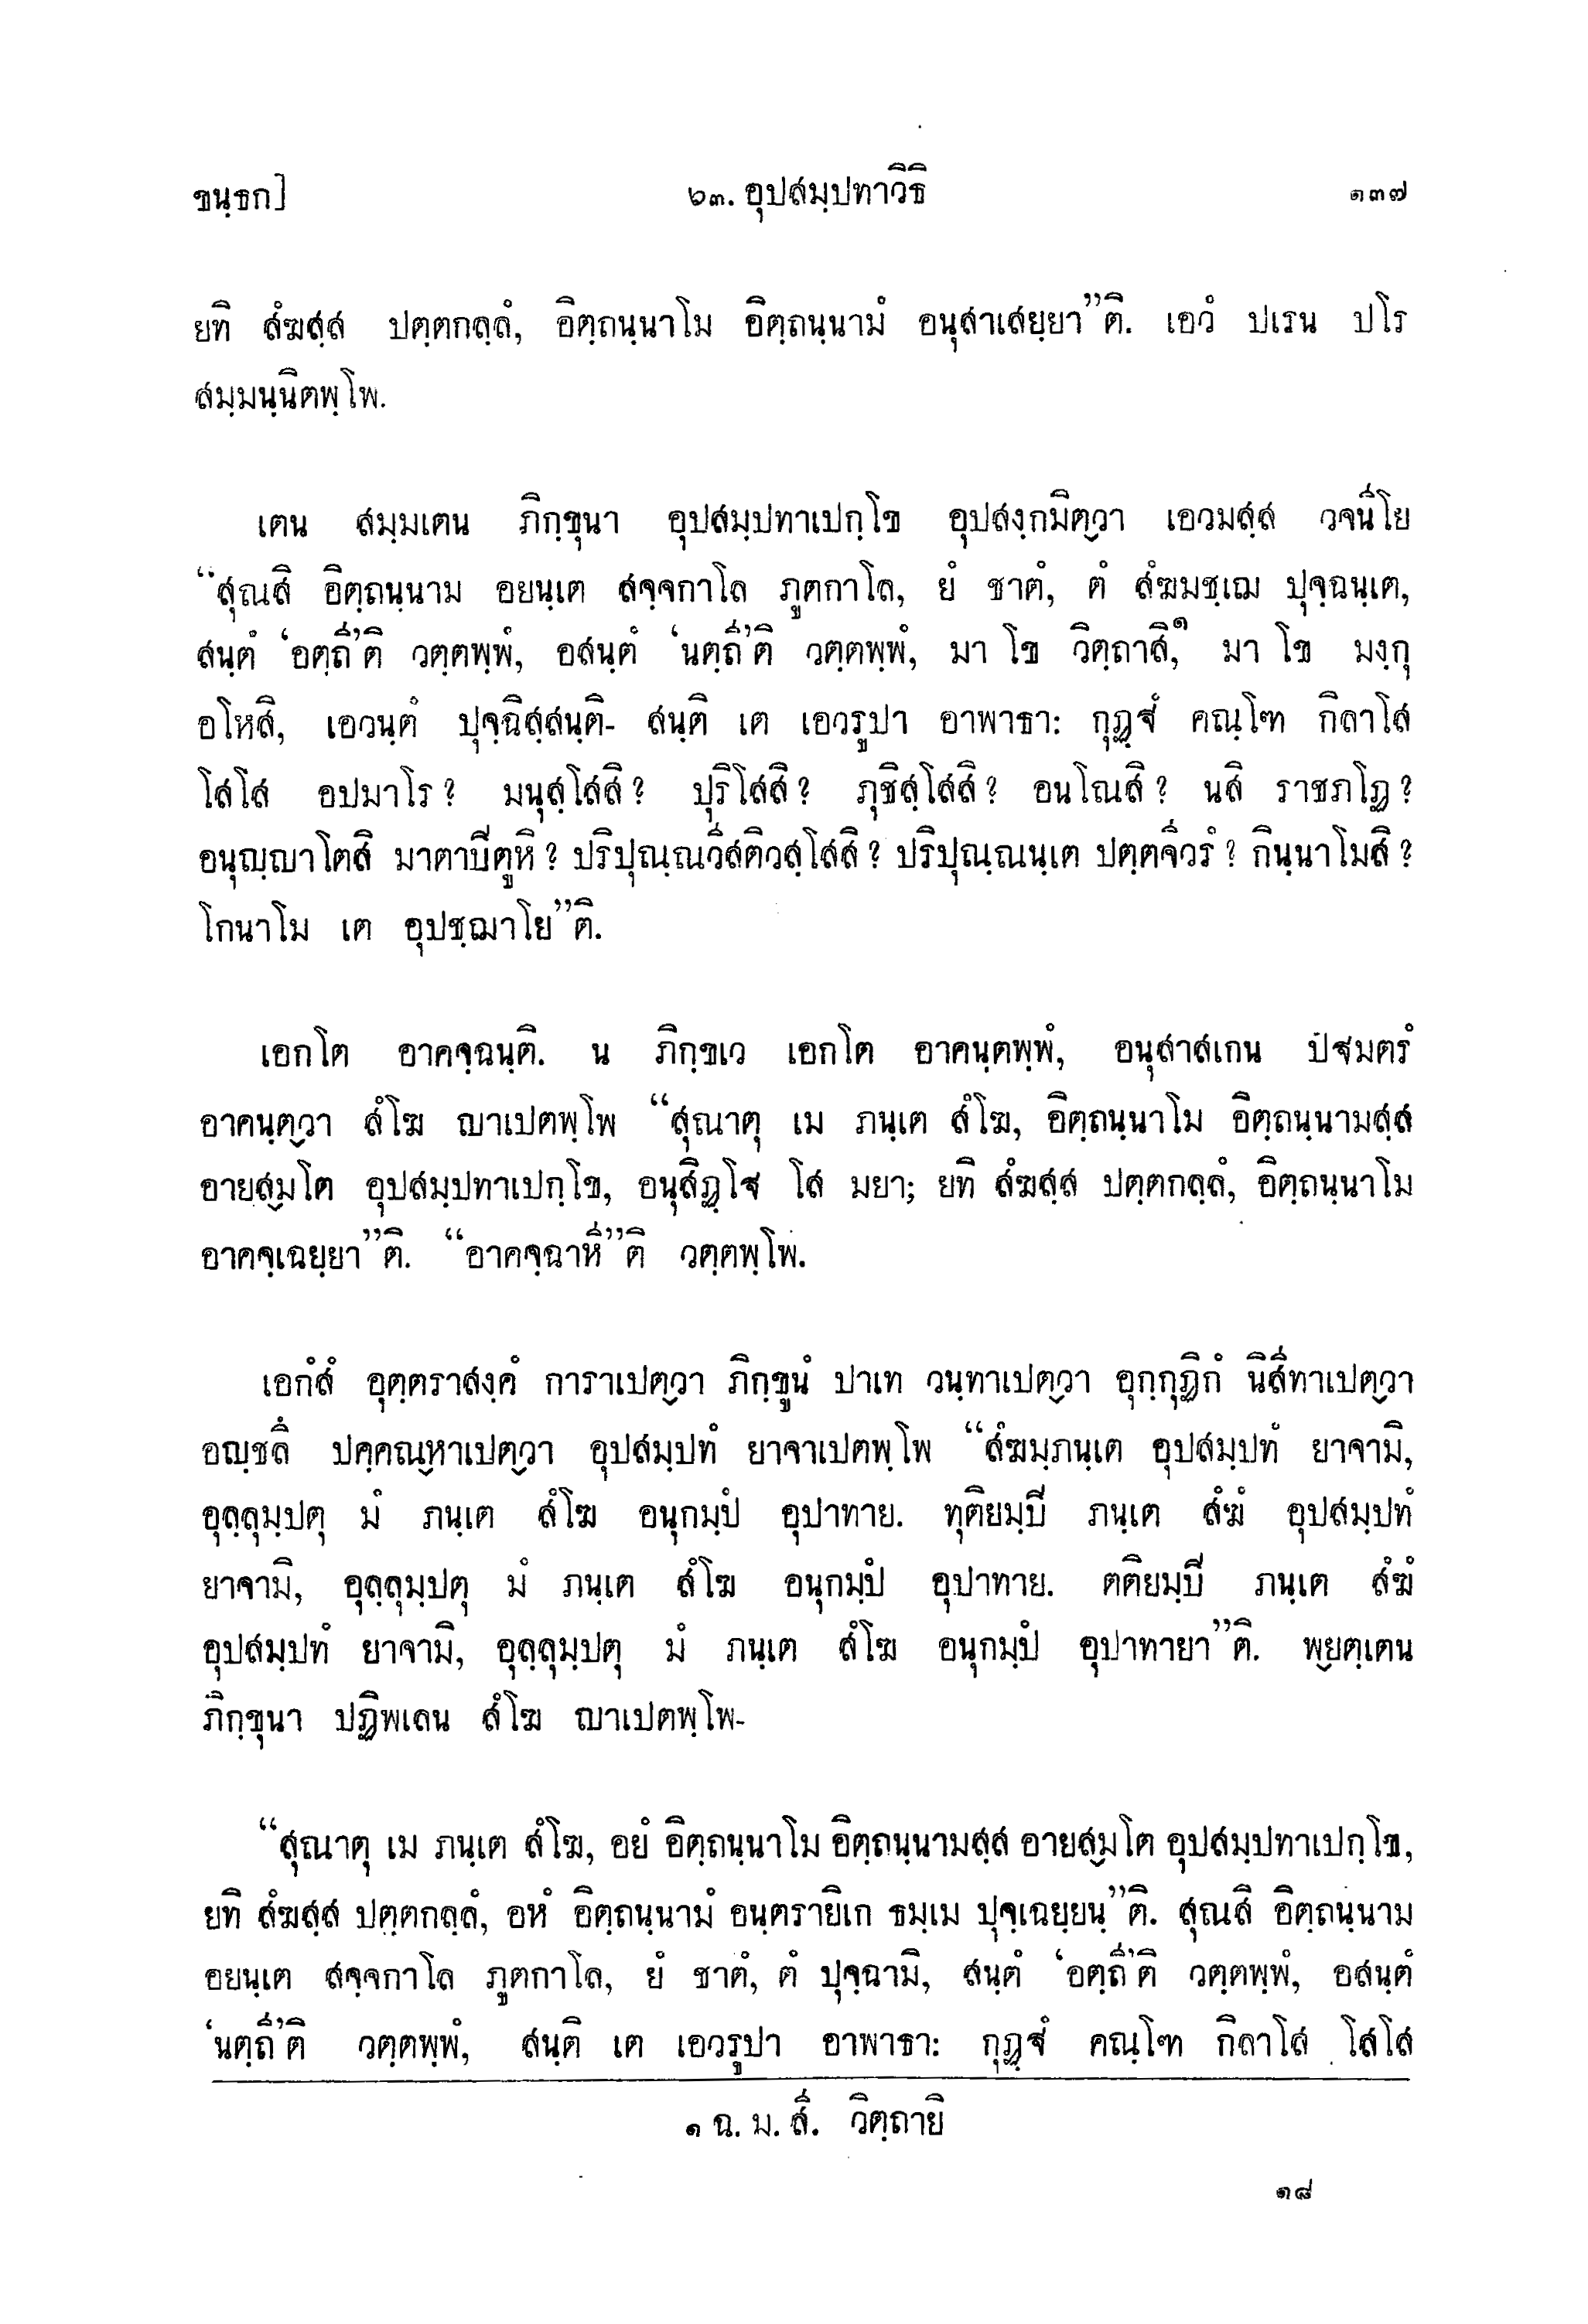 ขนฺธก]
๖๓. อุปสมฺปทาวิธิ
๑๓๗
ยทิ สํฆสฺส ปตฺตกลฺลํ, อิตฺถนฺนาโม อิตฺถนฺนามํ อนุสาเสยฺยา”ติ. เอวํ ปเรน ปโร
สมฺมนฺนิตพฺโพ.
เตน สมฺมเตน ภิกฺขุนา อุปสมฺปทาเปกฺโข อุปสงฺกมิตฺวา เอวมสฺส วจนีโย
“สุณสิ อิตฺถนฺนาม อยนฺเต สจฺจกาโล ภูตกาโล, ยํ ชาตํ, ตํ สํฆมชฺเฌ ปุจฺฉนฺเต,
สนฺตํ ‘อตฺถี’ติ วตฺตพฺพํ, อสนฺตํ ‘นตฺถี’ติ วตฺตพฺพํ, มา โข วิตฺถาสิ,๑ มา โข มงฺกุ
อโหสิ, เอวนฺตํ ปุจฺฉิสฺสนฺติ- สนฺติ เต เอวรูปา อาพาธา: กุฏฺฐํ คณฺโฑ กิลาโส
โสโส อปมาโร? มนุสฺโสสิ? ปุริโสสิ? ภุชิสฺโสสิ? อนโณสิ? นสิ ราชภโฏ?
อนุญฺญาโตสิ มาตาปิตูหิ? ปริปุณฺณวีสติวสฺโสสิ? ปริปุณฺณนฺเต ปตฺตจีวรํ? กินฺนาโมสิ?
โกนาโม เต อุปชฺฌาโย”ติ.
เอกโต อาคจฺฉนฺติ. น ภิกฺขเว เอกโต อาคนฺตพฺพํ, อนุสาสเกน ปฐมตรํ
อาคนฺตฺวา สํโฆ ญาเปตพฺโพ “สุณาตุ เม ภนฺเต สํโฆ, อิตฺถนฺนาโม อิตฺถนฺนามสฺส
อายสฺมโต อุปสมฺปทาเปกฺโข, อนุสิฏฺโฐ โส มยา; ยทิ สํฆสฺส ปตฺตกลฺลํ, อิตฺถนฺนาโม
อาคจฺเฉยฺยา”ติ. “อาคจฺฉาหี”ติ วตฺตพฺโพ.
เอกํสํ อุตฺตราสงฺคํ การาเปตฺวา ภิกฺขูนํ ปาเท วนฺทาเปตฺวา อุกฺกุฏิกํ นิสีทาเปตฺวา
อญฺชลึ ปคฺคณฺหาเปตฺวา อุปสมฺปทํ ยาจาเปตพฺโพ “สํฆมฺภนฺเต อุปสมฺปทํ ยาจามิ,
อุลฺลุมฺปตุ มํ ภนฺเต สํโฆ อนุกมฺปํ อุปาทาย. ทุติยมฺปิ ภนฺเต สํฆํ อุปสมฺปทํ
ยาจามิ, อุลฺลุมฺปตุ มํ ภนฺเต สํโฆ อนุกมฺปํ อุปาทาย. ตติยมฺปิ ภนฺเต สํฆํ
อุปสมฺปทํ ยาจามิ, อุลฺลุมฺปตุ มํ ภนฺเต สํโฆ อนุกมฺปํ อุปาทายา”ติ. พฺยตฺเตน
ภิกฺขุนา ปฏิพเลน สํโฆ ญาเปตพฺโพ-
“สุณาตุ เม ภนฺเต สํโฆ, อยํ อิตฺถนฺนาโม อิตฺถนฺนามสฺส อายสฺมโต อุปสมฺปทาเปกฺโข,
ยทิ สํฆสฺส ปตฺตกลฺลํ, อหํ อิตฺถนฺนามํ อนฺตรายิเก ธมฺเม ปุจฺเฉยฺยนฺ”ติ. สุณสิ อิตฺถนฺนาม
อยนฺเต สจฺจกาโล ภูตกาโล, ยํ ชาตํ, ตํ ปุจฺฉามิ, สนฺตํ ‘อตฺถี’ติ วตฺตพฺพํ, อสนฺตํ
‘นตฺถี’ติ วตฺตพฺพํ, สนฺติ เต เอวรูปา อาพาธา: กุฏฺฐํ คณฺโฑ กิลาโส โสโส
๑ ฉ. ม. สี. วิตฺถายิ
๑๘